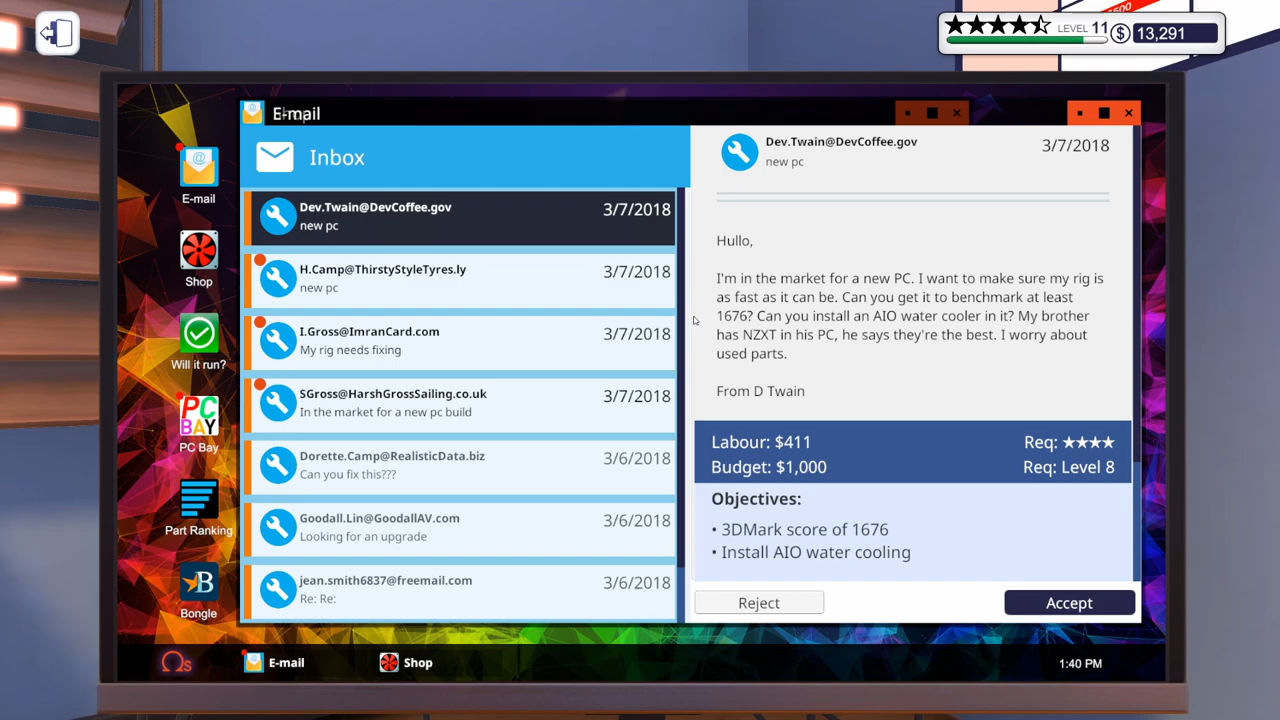 LEVEL 11
$ 13,291
E-mail
Inbox
Dev.Twain@DevCoffee.gov
3/7/2018
new pc
H.Camp@ThirstyStyleTyres.ly
3/7/2018
new pc
I.Gross@ImranCard.com
3/7/2018
My rig needs fixing
SGross@HarshGrossSailing.co.uk
3/7/2018
In the market for a new pc build
Dorette.Camp@RealisticData.biz
3/6/2018
Can you fix this???
Goodall.Lin@GoodallAV.com
3/6/2018
Looking for an upgrade
jean.smith6837@freemail.com
3/6/2018
Re: Re:
Dev.Twain@DevCoffee.gov
3/7/2018
new pc
Hullo,
I'm in the market for a new PC. I want to make sure my rig is
as fast as it can be. Can you get it to benchmark at least
1676? Can you install an AIO water cooler in it? My brother
has NZXT in his PC, he says they're the best. I worry about
used parts.
From D Twain
Labour: $411
Req: ★★★★
Budget: $1,000
Req: Level 8
Objectives:
• 3DMark score of 1676
• Install AIO water cooling
Reject
Accept
E-mail
Shop
Will it run?
PC
BAY
PC Bay
Part Ranking
B
Bongle
Ωs
E-mail
Shop
1:40 PM